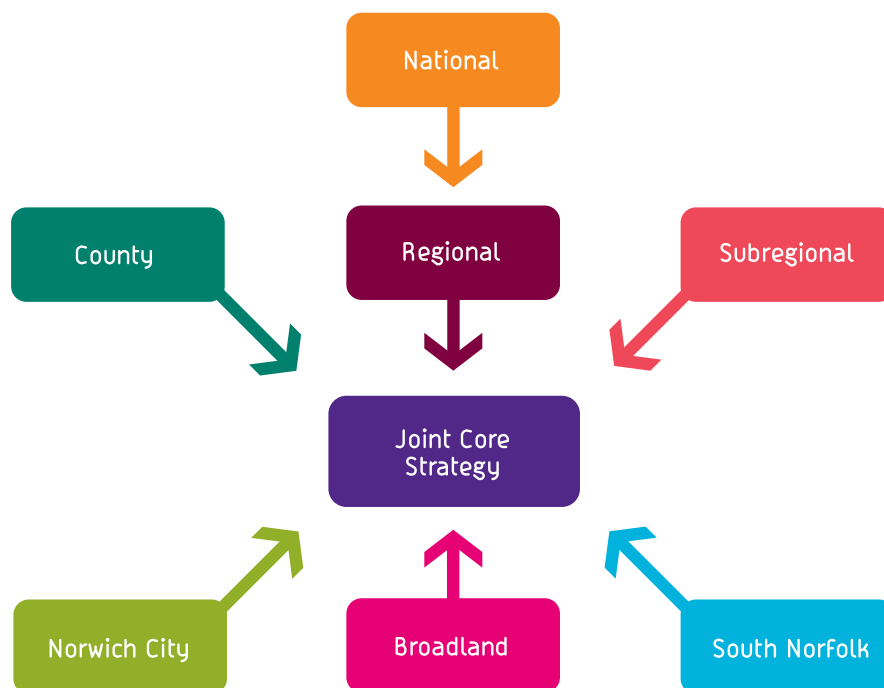 National
County
Regional
Subregional
Joint Core
Strategy
Norwich City
Broadland
South Norfolk